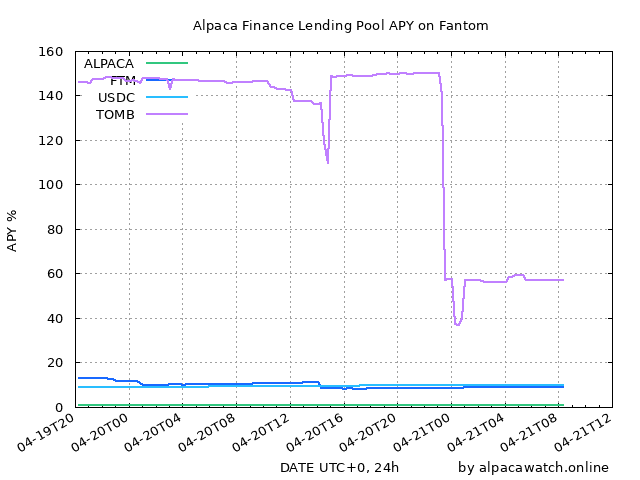 Alpaca Finance Lending Pool APY on Fantom
160
140
120
100
80
60
40
20
0
APY %
ALPACA
FTM
USDC
TOMB
04-19T20
04-20T00
04-20T04
04-20T08
04-20T12
04-20T16
04-20T20
04-21T00
04-21T04
04-21T08
04-21T12
DATE UTC+0, 24h
by alpacawatch.online